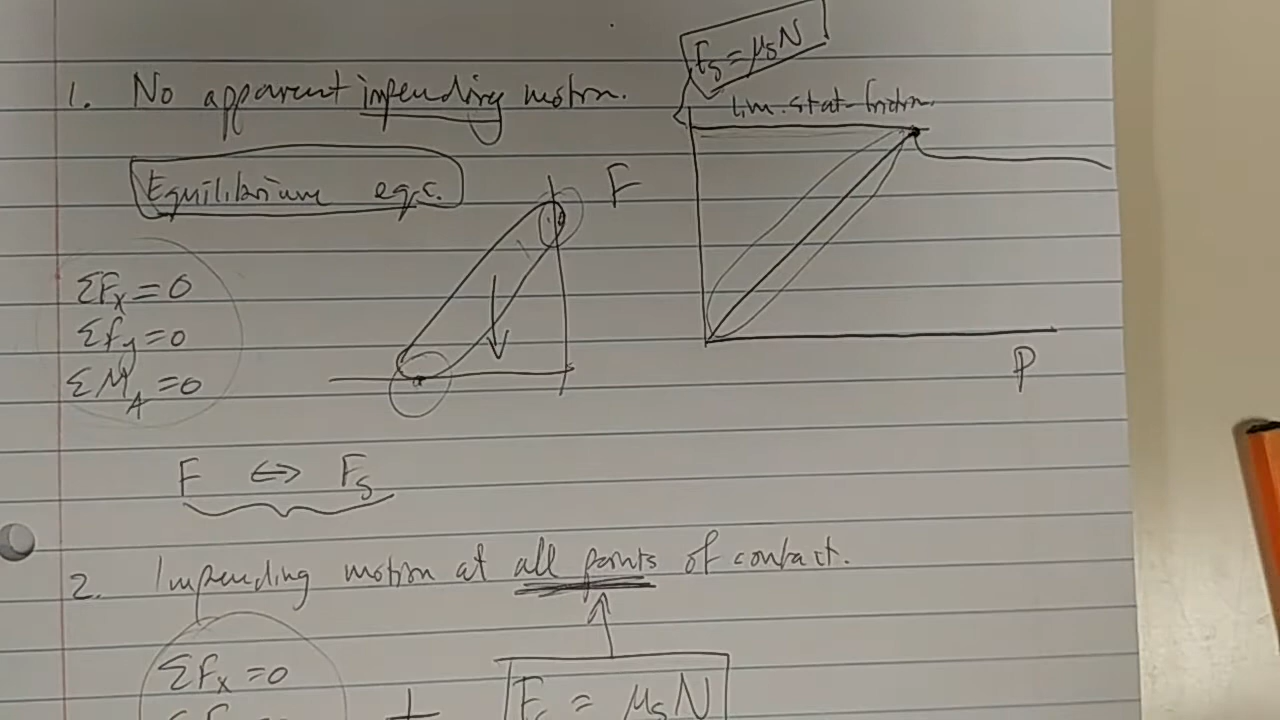 1. No apparent impending motion.
Fs = μsN
lim. stat. friction.
Equilibrium eqs.
F
ΣFx = 0
ΣFy = 0
ΣMA = 0
P
F ⇔ Fs
2. Impending motion at all points of contact.
ΣFx = 0
+
Fs = μsN